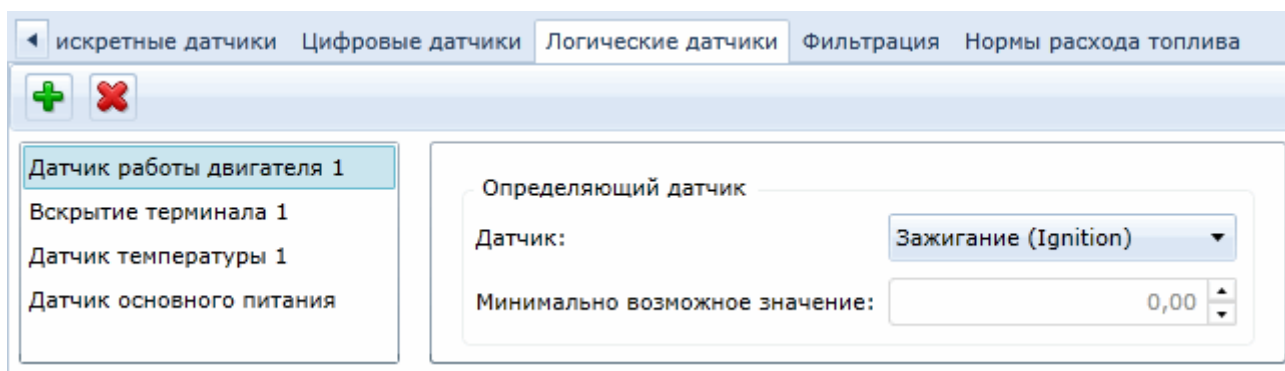 искретные датчики Цифровые датчики Логические датчики Фильтрация Нормы расхода топлива
Датчик работы двигателя 1
Вскрытие терминала 1
Датчик температуры 1
Датчик основного питания
Определяющий датчик
Датчик: Зажигание (Ignition)
Минимально возможное значение: 0,00